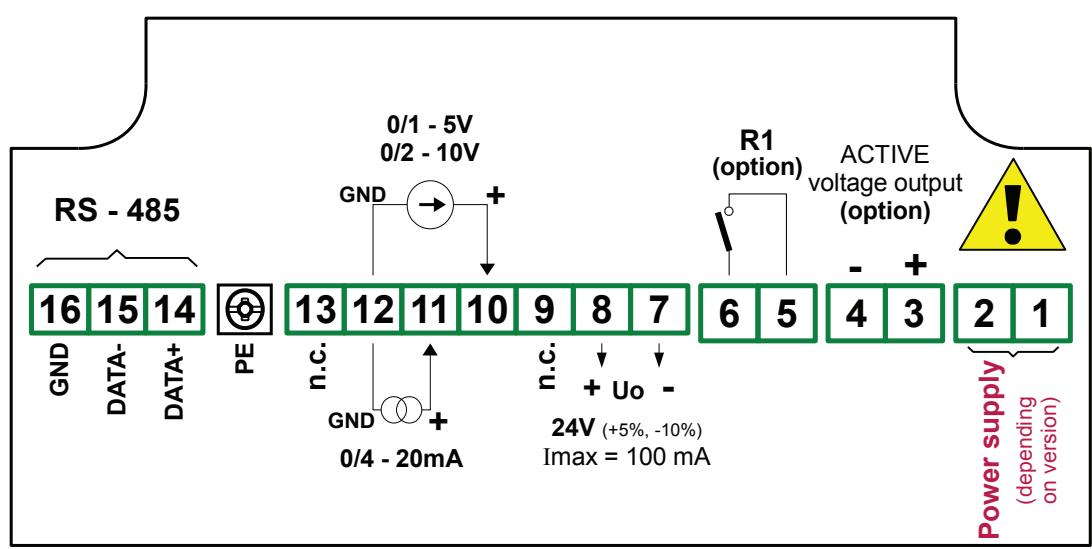 0/1 - 5V
0/2 - 10V
GND
+
RS - 485
R1
(option)
ACTIVE
voltage output
(option)
- +
!
16 15 14
13 12 11 10 9 8 7
6 5
4 3
2 1
GND
DATA-
DATA+
PE
n.c.
GND +
0/4 - 20mA
n.c.
+ Uo -
24V (+5%, -10%)
Imax = 100 mA
Power supply
(depending
on version)